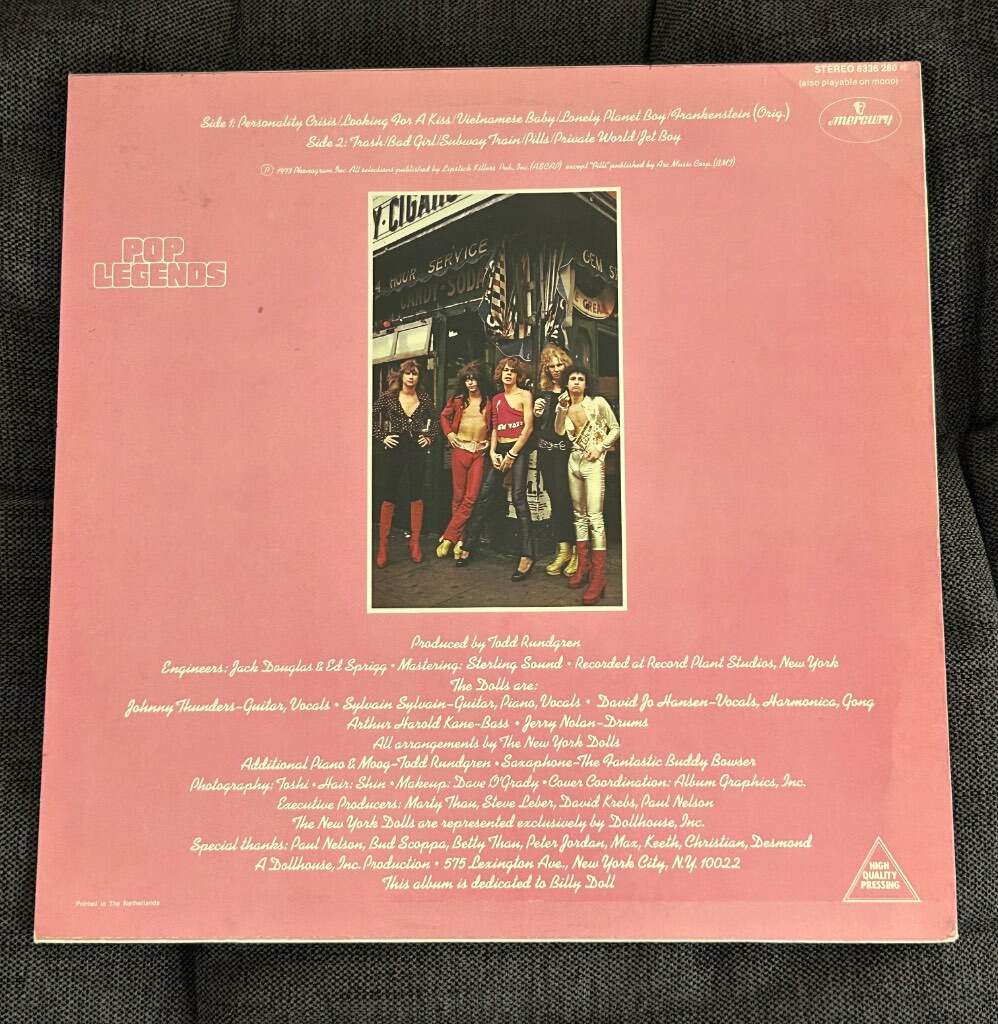 STEREO 6336 280
(also playable on mono)
mercury
Side 1: Personality Crisis/Looking For A Kiss/Vietnamese Baby/Lonely Planet Boy/Frankenstein (Orig.)
Side 2: Trash/Bad Girl/Subway Train/Pills/Private World/Jet Boy
Ⓟ 1973 Phonogram, Inc. All selections published by Lipstick Killers Pub., Inc. (ASCAP) except "Pills" published by Arc Music Corp. (BMI)
POP
LEGENDS
HOUR SERVICE
CANDY·SODA
Produced by Todd Rundgren
Engineers: Jack Douglas & Ed Sprigg • Mastering: Sterling Sound • Recorded at Record Plant Studios, New York
The Dolls are:
Johnny Thunders-Guitar, Vocals • Sylvain Sylvain-Guitar, Piano, Vocals • David Jo Hansen-Vocals, Harmonica, Gong
Arthur Harold Kane-Bass • Jerry Nolan-Drums
All arrangements by The New York Dolls
Additional Piano & Moog-Todd Rundgren • Saxaphone-The Fantastic Buddy Bowser
Photography: Toshi • Hair: Shin • Makeup: Dave O'Grady • Cover Coordination: Album Graphics, Inc.
Executive Producers: Marty Thau, Steve Leber, David Krebs, Paul Nelson
The New York Dolls are represented exclusively by Dollhouse, Inc.
Special thanks: Paul Nelson, Bud Scoppa, Betty Thau, Peter Jordan, Max, Keeth, Christian, Desmond
A Dollhouse, Inc. Production • 575 Lexington Ave., New York City, N.Y. 10022
This album is dedicated to Billy Doll
HIGH
QUALITY
PRESSING
Printed in The Netherlands